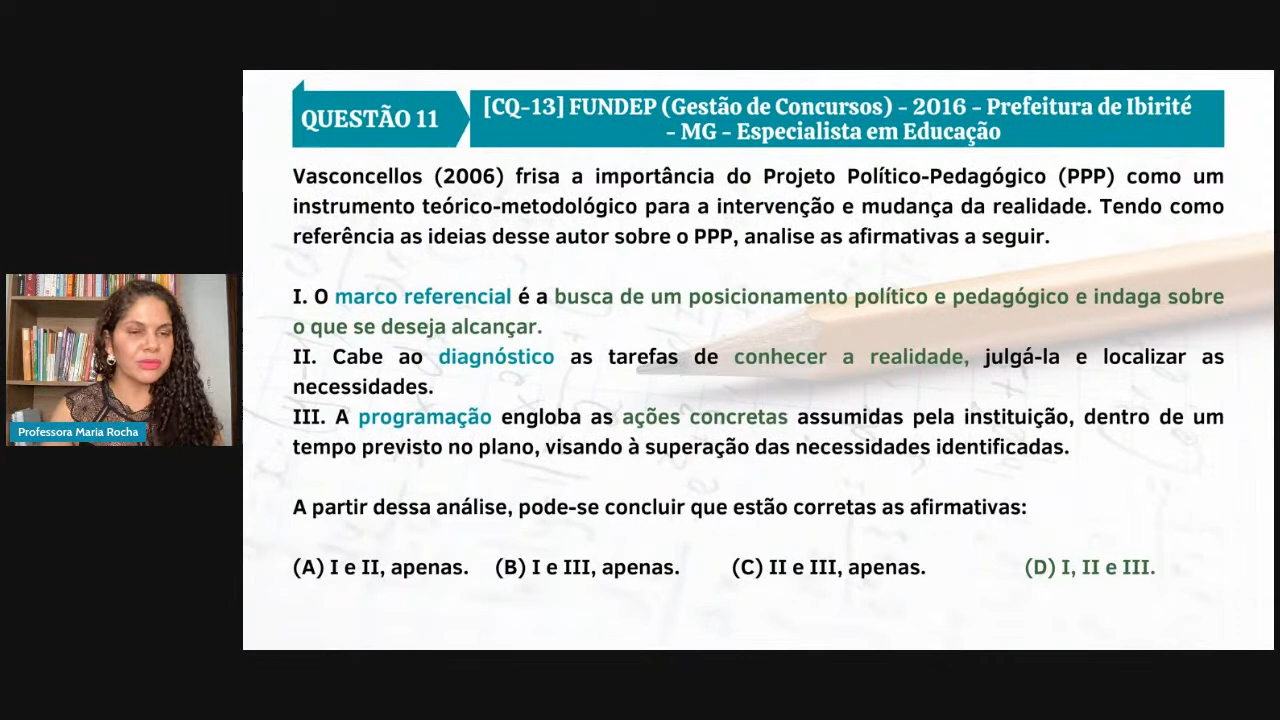 QUESTÃO 11
[CQ-13] FUNDEP (Gestão de Concursos) - 2016 - Prefeitura de Ibirité
- MG - Especialista em Educação
Vasconcellos (2006) frisa a importância do Projeto Político-Pedagógico (PPP) como um
instrumento teórico-metodológico para a intervenção e mudança da realidade. Tendo como
referência as ideias desse autor sobre o PPP, analise as afirmativas a seguir.
I. O marco referencial é a busca de um posicionamento político e pedagógico e indaga sobre
o que se deseja alcançar.
II. Cabe ao diagnóstico as tarefas de conhecer a realidade, julgá-la e localizar as
necessidades.
III. A programação engloba as ações concretas assumidas pela instituição, dentro de um
tempo previsto no plano, visando à superação das necessidades identificadas.
A partir dessa análise, pode-se concluir que estão corretas as afirmativas:
(A) I e II, apenas. (B) I e III, apenas. (C) II e III, apenas. (D) I, II e III.
Professora Maria Rocha